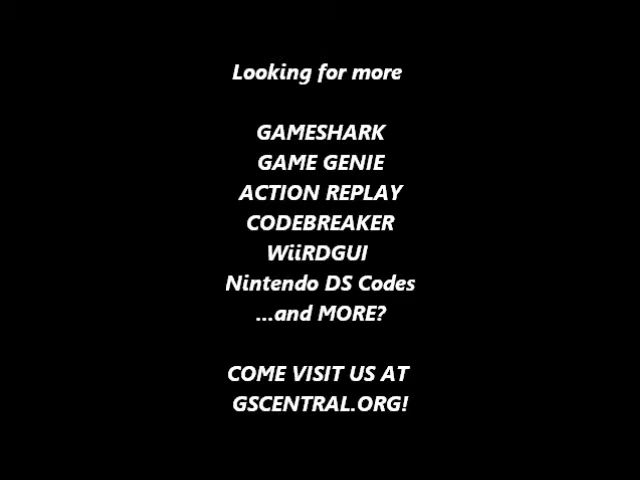 Looking for more
GAMESHARK
GAME GENIE
ACTION REPLAY
CODEBREAKER
WiiRDGUI
Nintendo DS Codes
...and MORE?
COME VISIT US AT
GSCENTRAL.ORG!